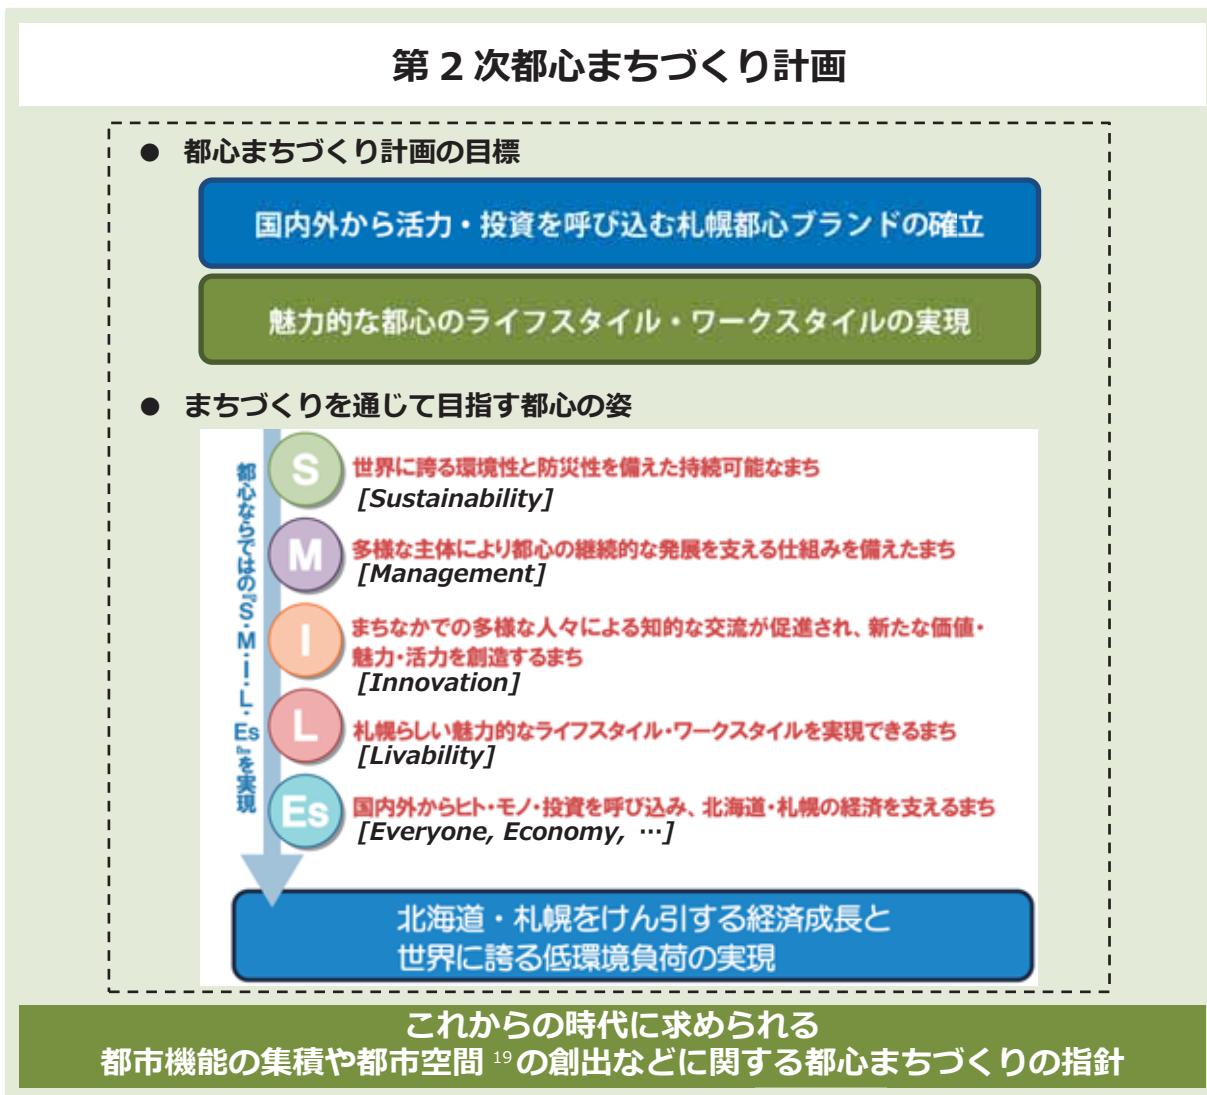 第2次都心まちづくり計画
● 都心まちづくり計画の目標
国内外から活力・投資を呼び込む札幌都心ブランドの確立
魅力的な都心のライフスタイル・ワークスタイルの実現
● まちづくりを通じて目指す都心の姿
都心ならではの『S・M・I・L・Es』を実現
S
世界に誇る環境性と防災性を備えた持続可能なまち
[Sustainability]
M
多様な主体により都心の継続的な発展を支える仕組みを備えたまち
[Management]
I
まちなかでの多様な人々による知的な交流が促進され、新たな価値・
魅力・活力を創造するまち
[Innovation]
L
札幌らしい魅力的なライフスタイル・ワークスタイルを実現できるまち
[Livability]
Es
国内外からヒト・モノ・投資を呼び込み、北海道・札幌の経済を支えるまち
[Everyone, Economy, …]
北海道・札幌をけん引する経済成長と
世界に誇る低環境負荷の実現
これからの時代に求められる
都市機能の集積や都市空間19の創出などに関する都心まちづくりの指針